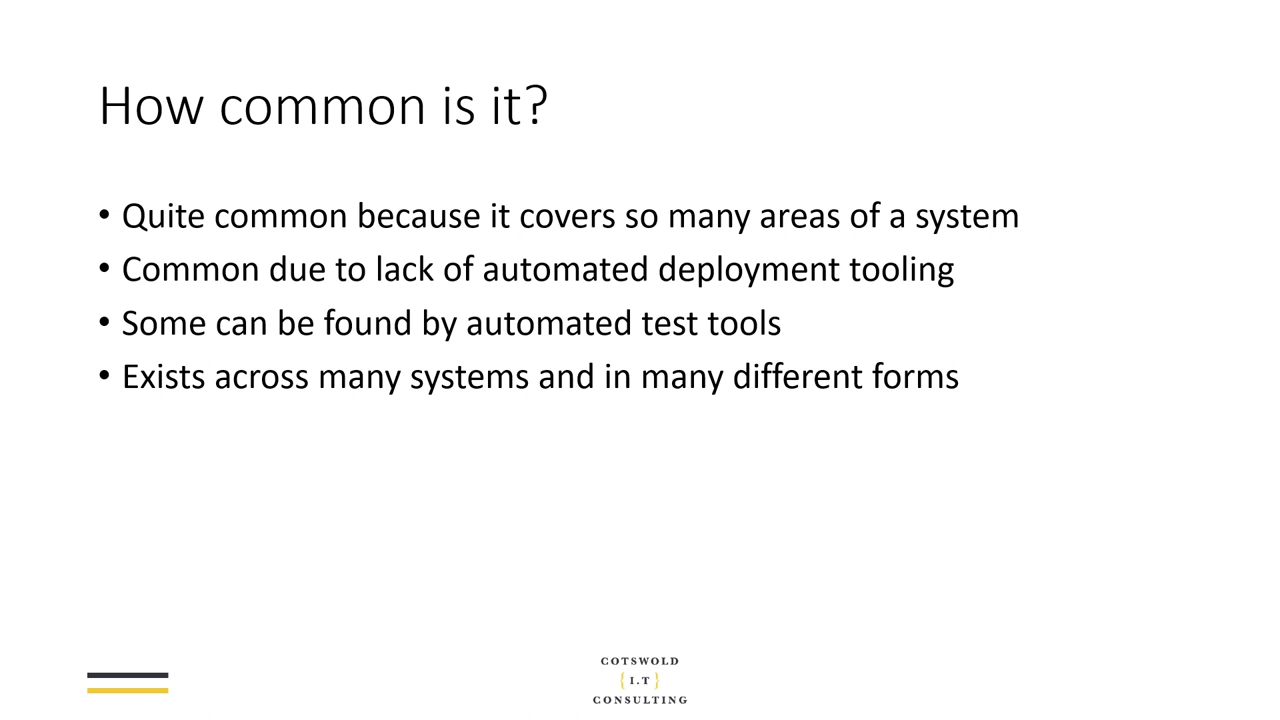 How common is it?
• Quite common because it covers so many areas of a system
• Common due to lack of automated deployment tooling
• Some can be found by automated test tools
• Exists across many systems and in many different forms
COTSWOLD
{ I.T }
CONSULTING